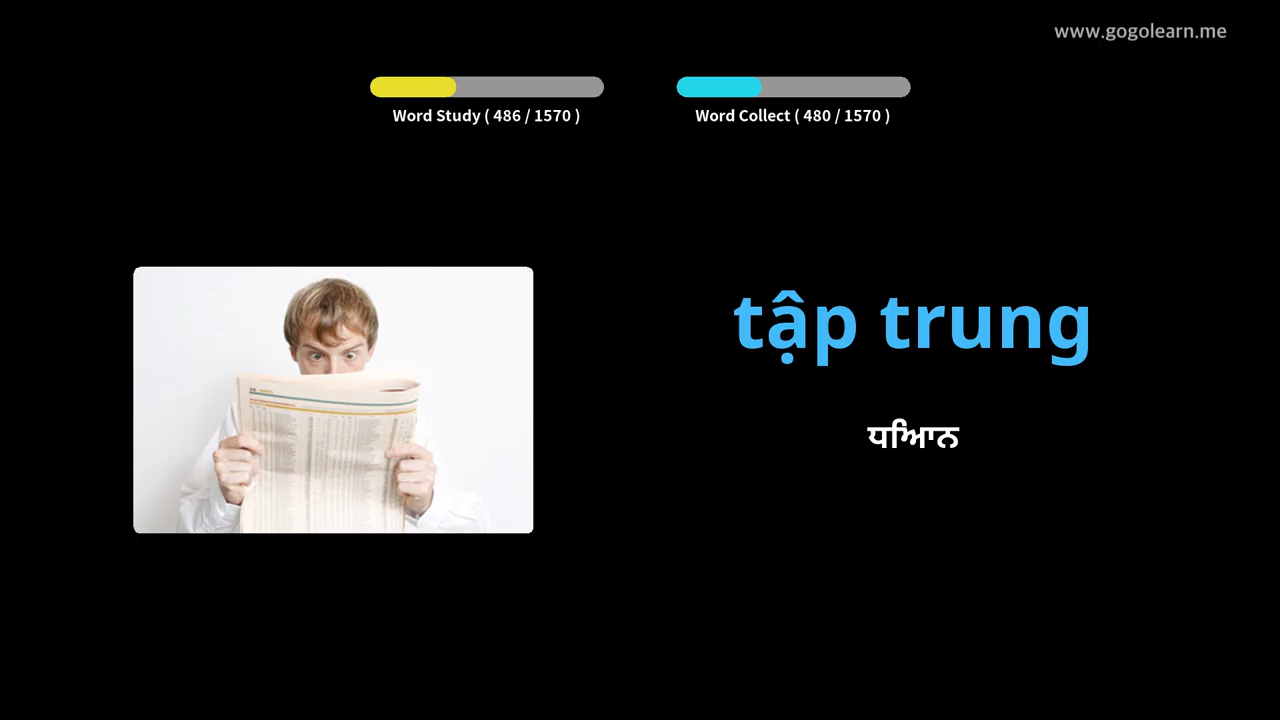 www.gogolearn.me
Word Study ( 486 / 1570 )
Word Collect ( 480 / 1570 )
tập trung
ਧਿਆਨ